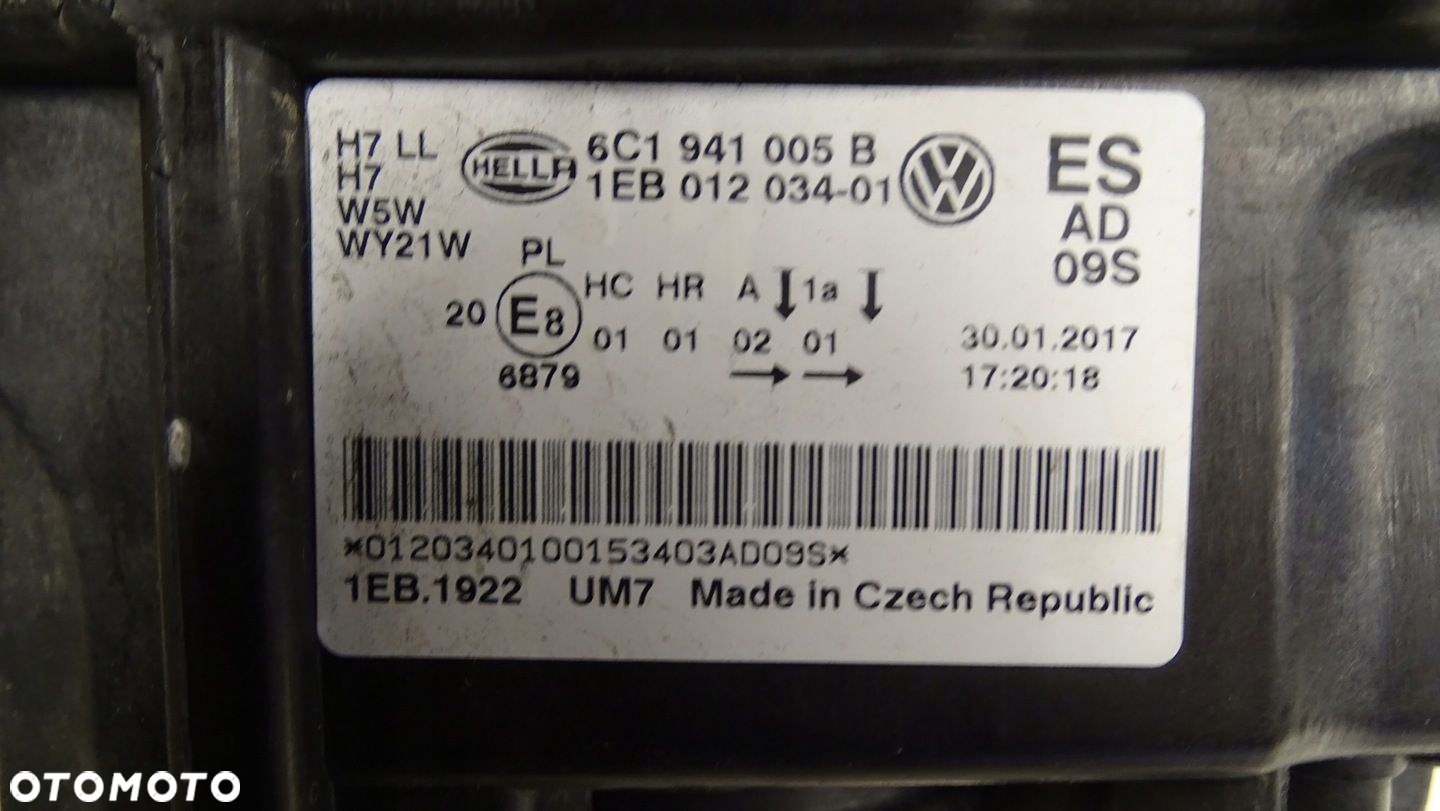 H7 LL
H7
W5W
WY21W
HELLA
6C1 941 005 B
1EB 012 034-01
VW
ES
AD
09S
PL
20 E8
6879
HC HR A ↓ 1a ↓
01 01 02 01
→ →
30.01.2017
17:20:18
*0120340100153403AD09S*
1EB.1922 UM7 Made in Czech Republic
OTOMOTO